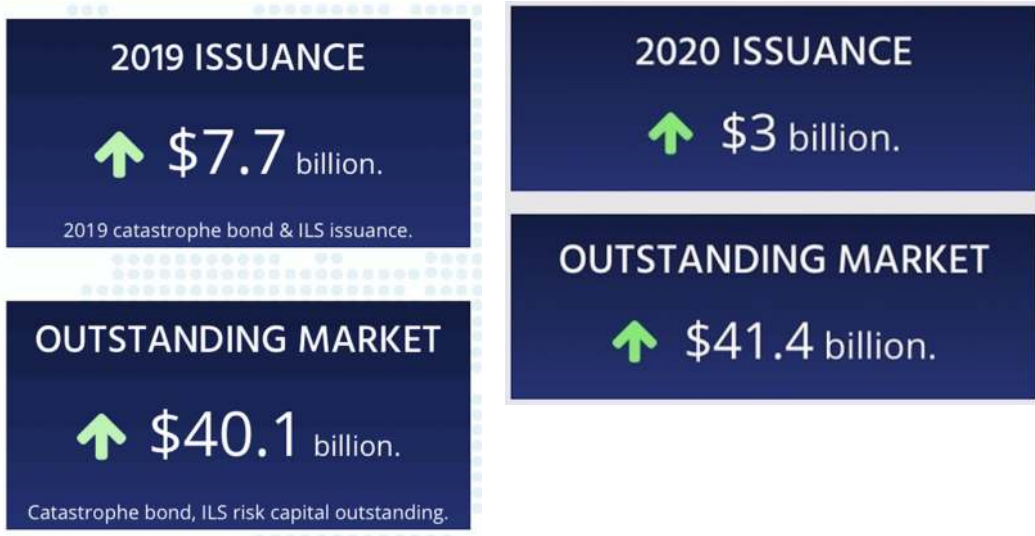 2019 ISSUANCE
$7.7 billion.
2019 catastrophe bond & ILS issuance.
OUTSTANDING MARKET
$40.1 billion.
Catastrophe bond, ILS risk capital outstanding.
2020 ISSUANCE
$3 billion.
OUTSTANDING MARKET
$41.4 billion.